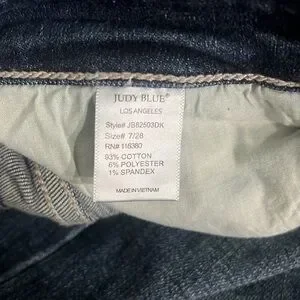 JUDY BLUE®
LOS ANGELES
Style# JB82503DK
Size# 7/28
RN# 116383
93% COTTON
6% POLYESTER
1% SPANDEX
MADE IN VIETNAM